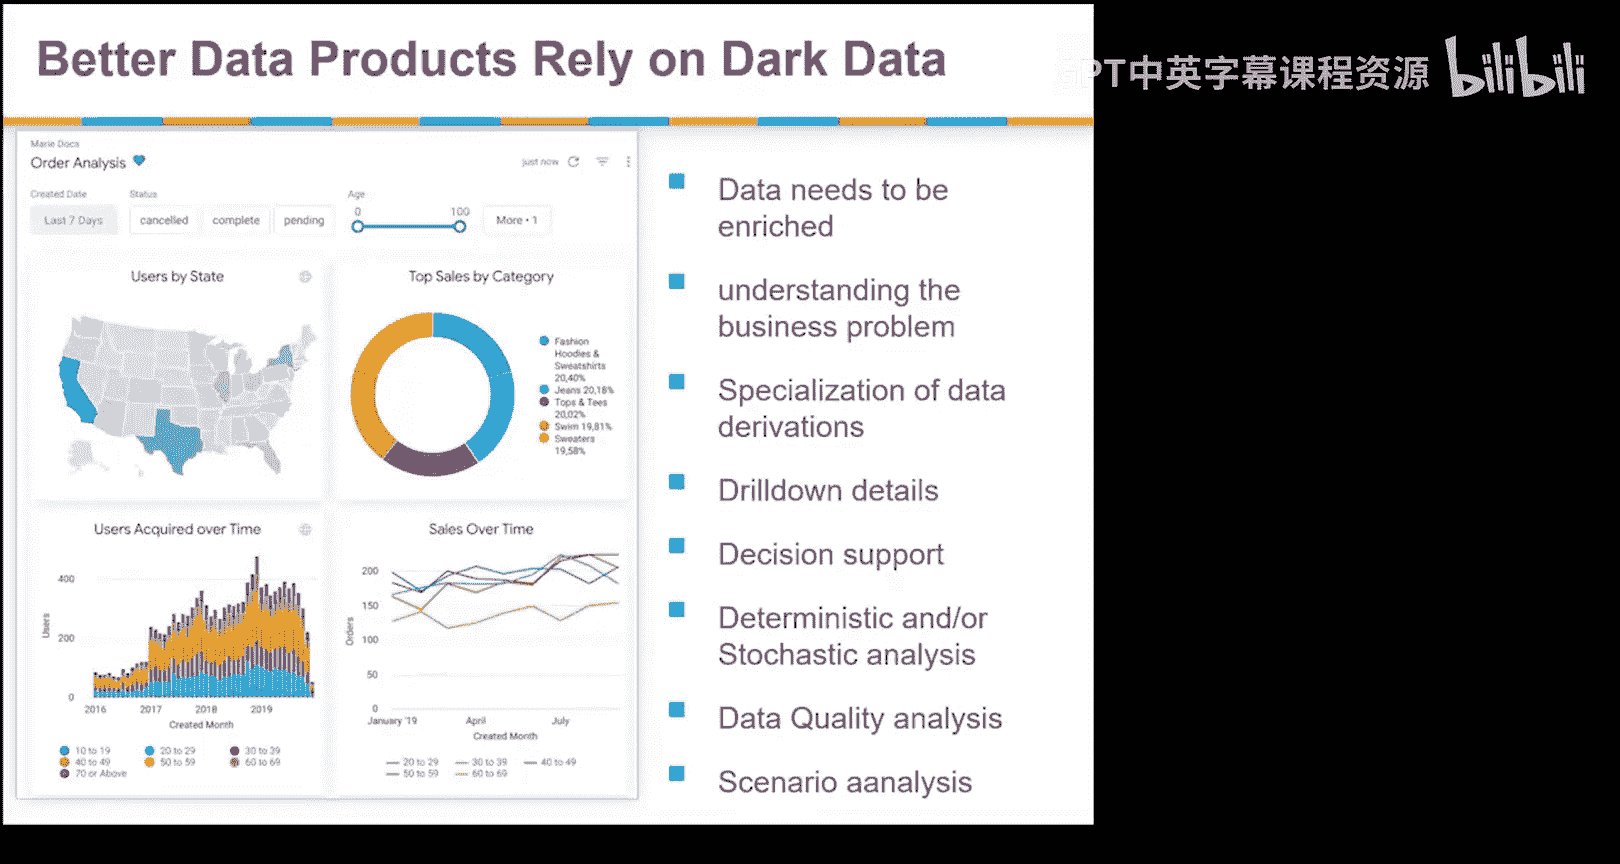 Better Data Products Rely on Dark Data
GPT中英字幕课程资源
bilibili
Marie Docs
Order Analysis
just now
Created Date
Status
Age
Last 7 Days
cancelled
complete
pending
0
100
More • 1
Users by State
Top Sales by Category
Fashion
Hoodies &
Sweatshirts
20,40%
Jeans 20,18%
Tops & Tees
20,02%
Swim 19,81%
Sweaters
19,58%
Users Acquired over Time
Users
400
200
0
2016
2017
2018
2019
Created Month
10 to 19
20 to 29
30 to 39
40 to 49
50 to 59
60 to 69
70 or Above
Sales Over Time
Orders
200
150
100
50
0
January '19
April
July
Created Month
20 to 29
30 to 39
40 to 49
50 to 59
60 to 69
Data needs to be
enriched
understanding the
business problem
Specialization of data
derivations
Drilldown details
Decision support
Deterministic and/or
Stochastic analysis
Data Quality analysis
Scenario aanalysis